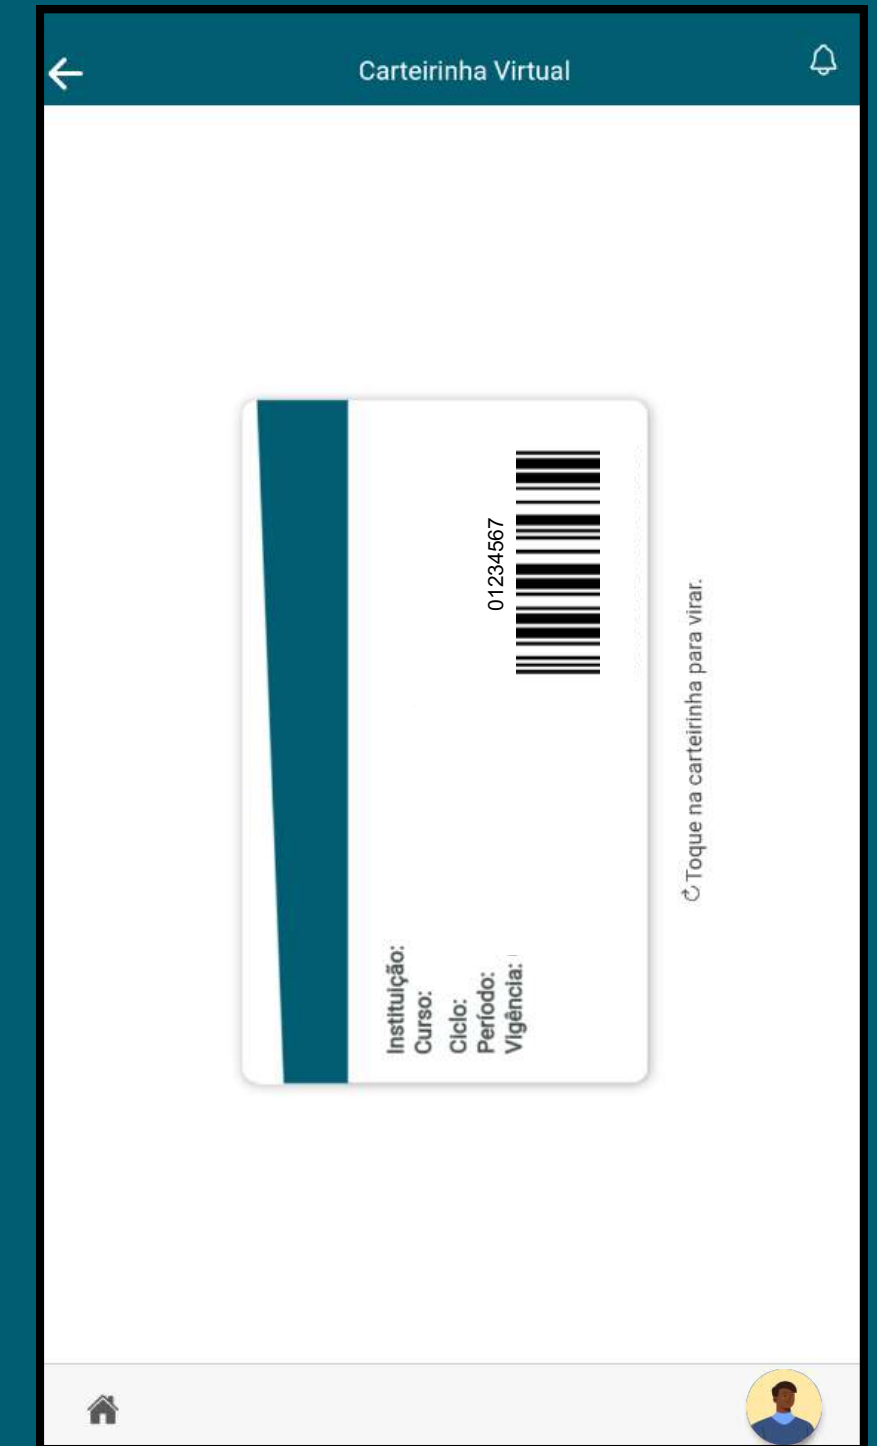 Carteirinha Virtual
Instituição:
Curso:
Ciclo:
Período:
Vigência:
01234567
Toque na carteirinha para virar.